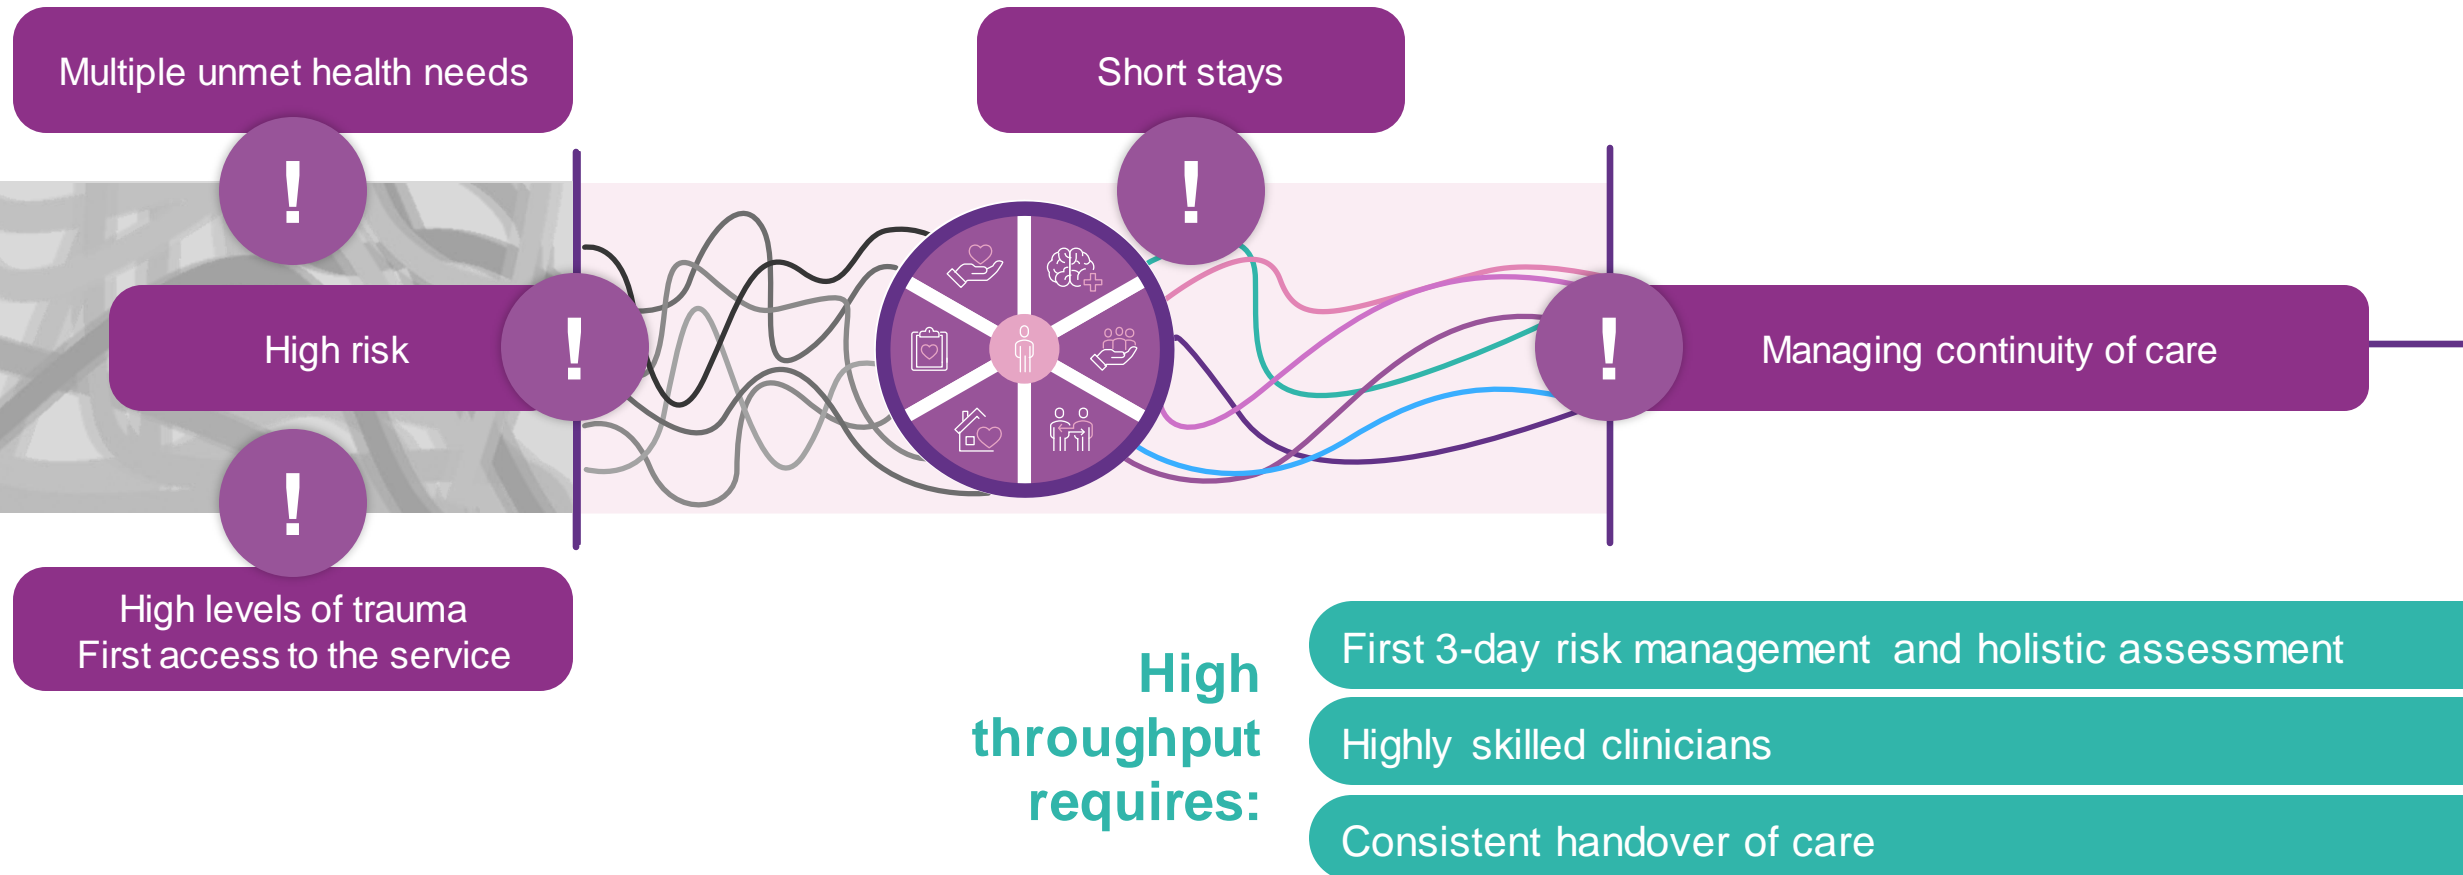 Multiple unmet health needs
Short stays
!
!
High risk
!
!
Managing continuity of care
!
High levels of trauma
First access to the service
High
throughput
requires:
First 3-day risk management and holistic assessment
Highly skilled clinicians
Consistent handover of care